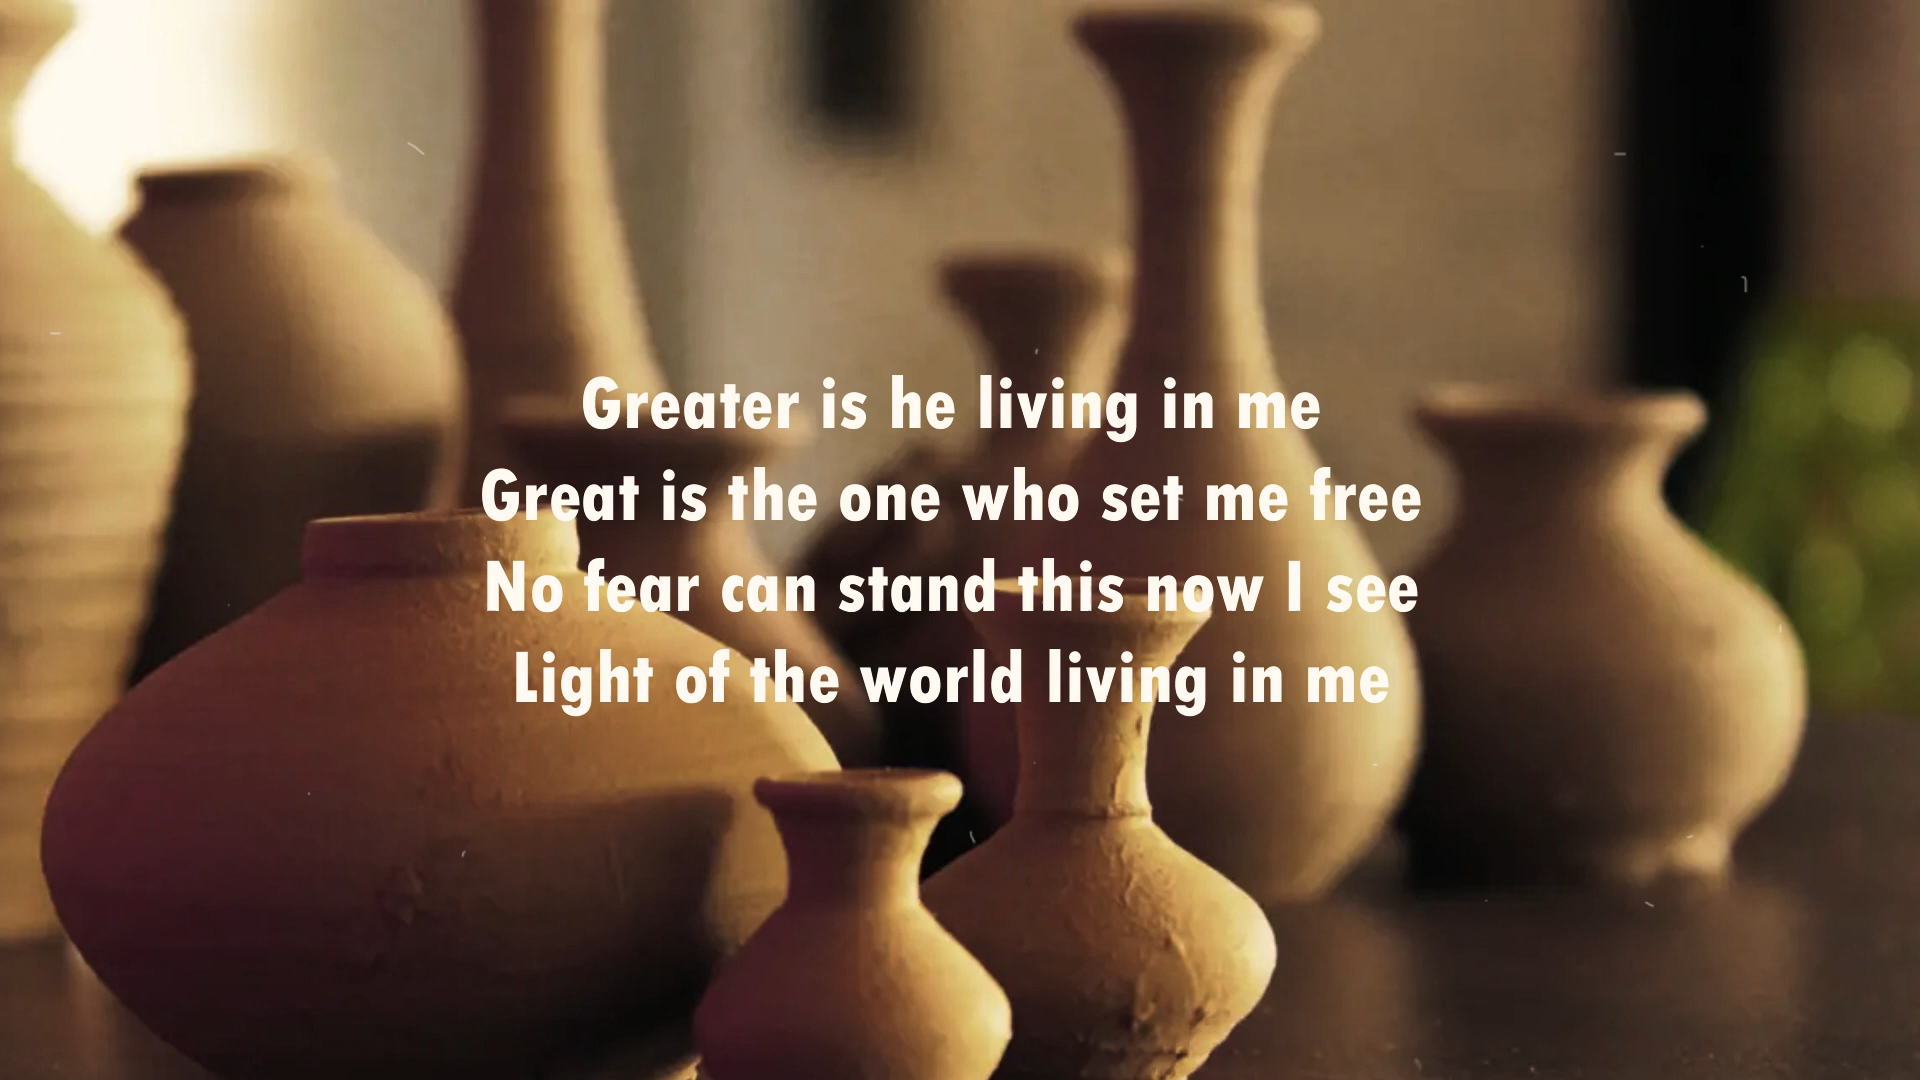 Greater is he living in me
Great is the one who set me free
No fear can stand this now I see
Light of the world living in me